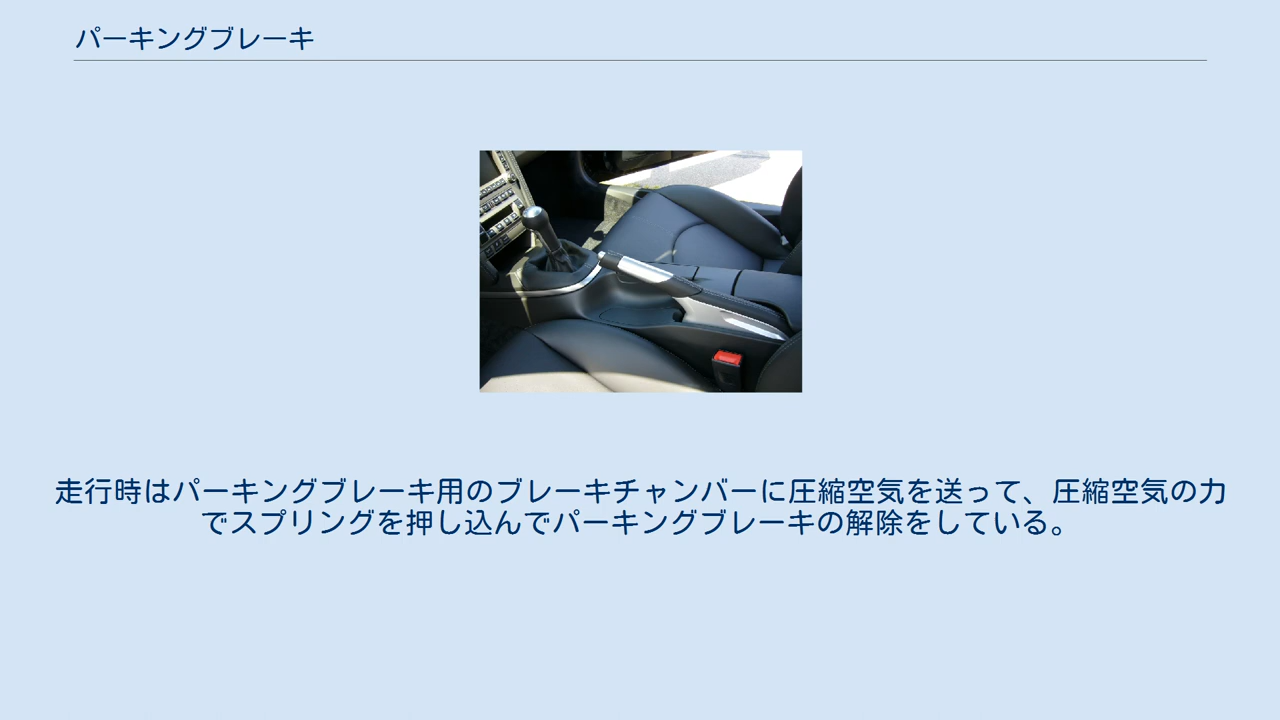 パーキングブレーキ
走行時はパーキングブレーキ用のブレーキチャンバーに圧縮空気を送って、圧縮空気の力
でスプリングを押し込んでパーキングブレーキの解除をしている。